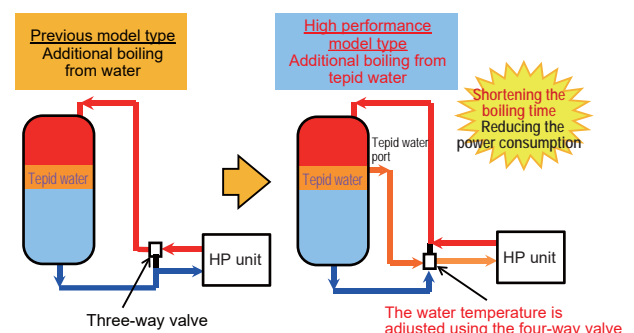 Previous model type
Additional boiling
from water
High performance
model type
Additional boiling from
tepid water
Shortening the
boiling time
Reducing the
power consumption
Tepid water
port
Tepid water
Tepid water
HP unit
HP unit
Three-way valve
The water temperature is
adjusted using the four-way valve